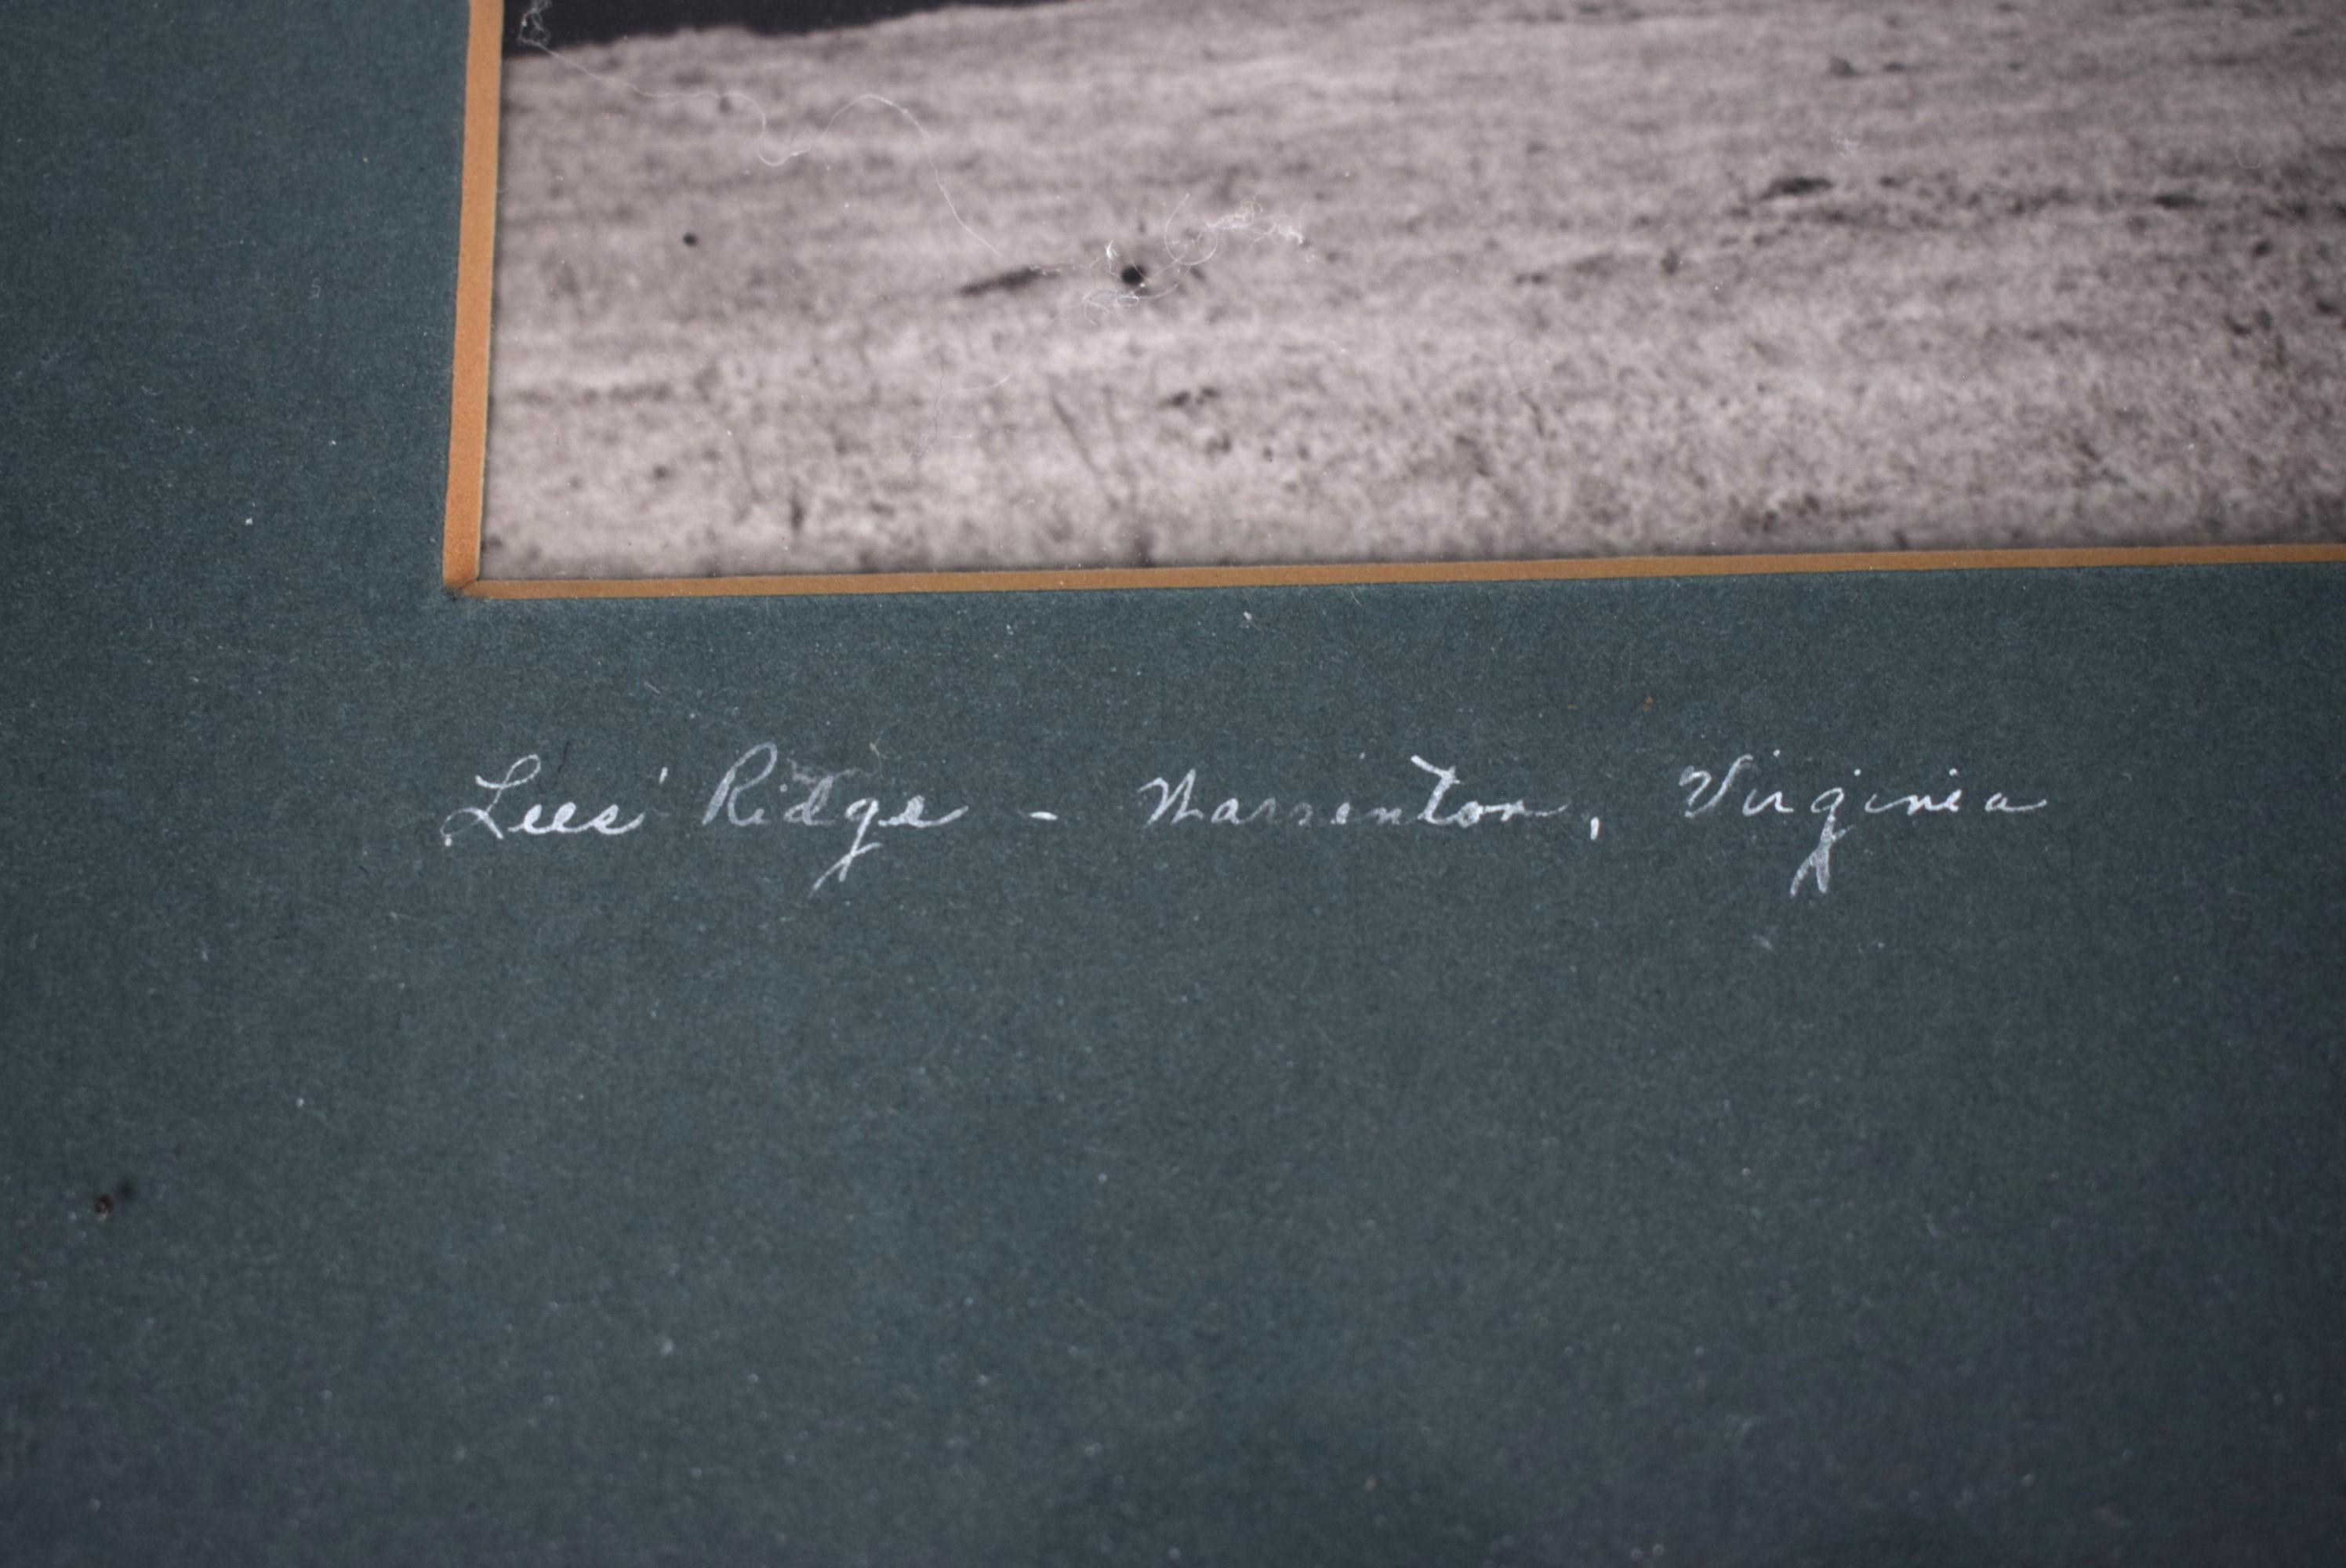 Lees' Ridge - Warrenton, Virginia